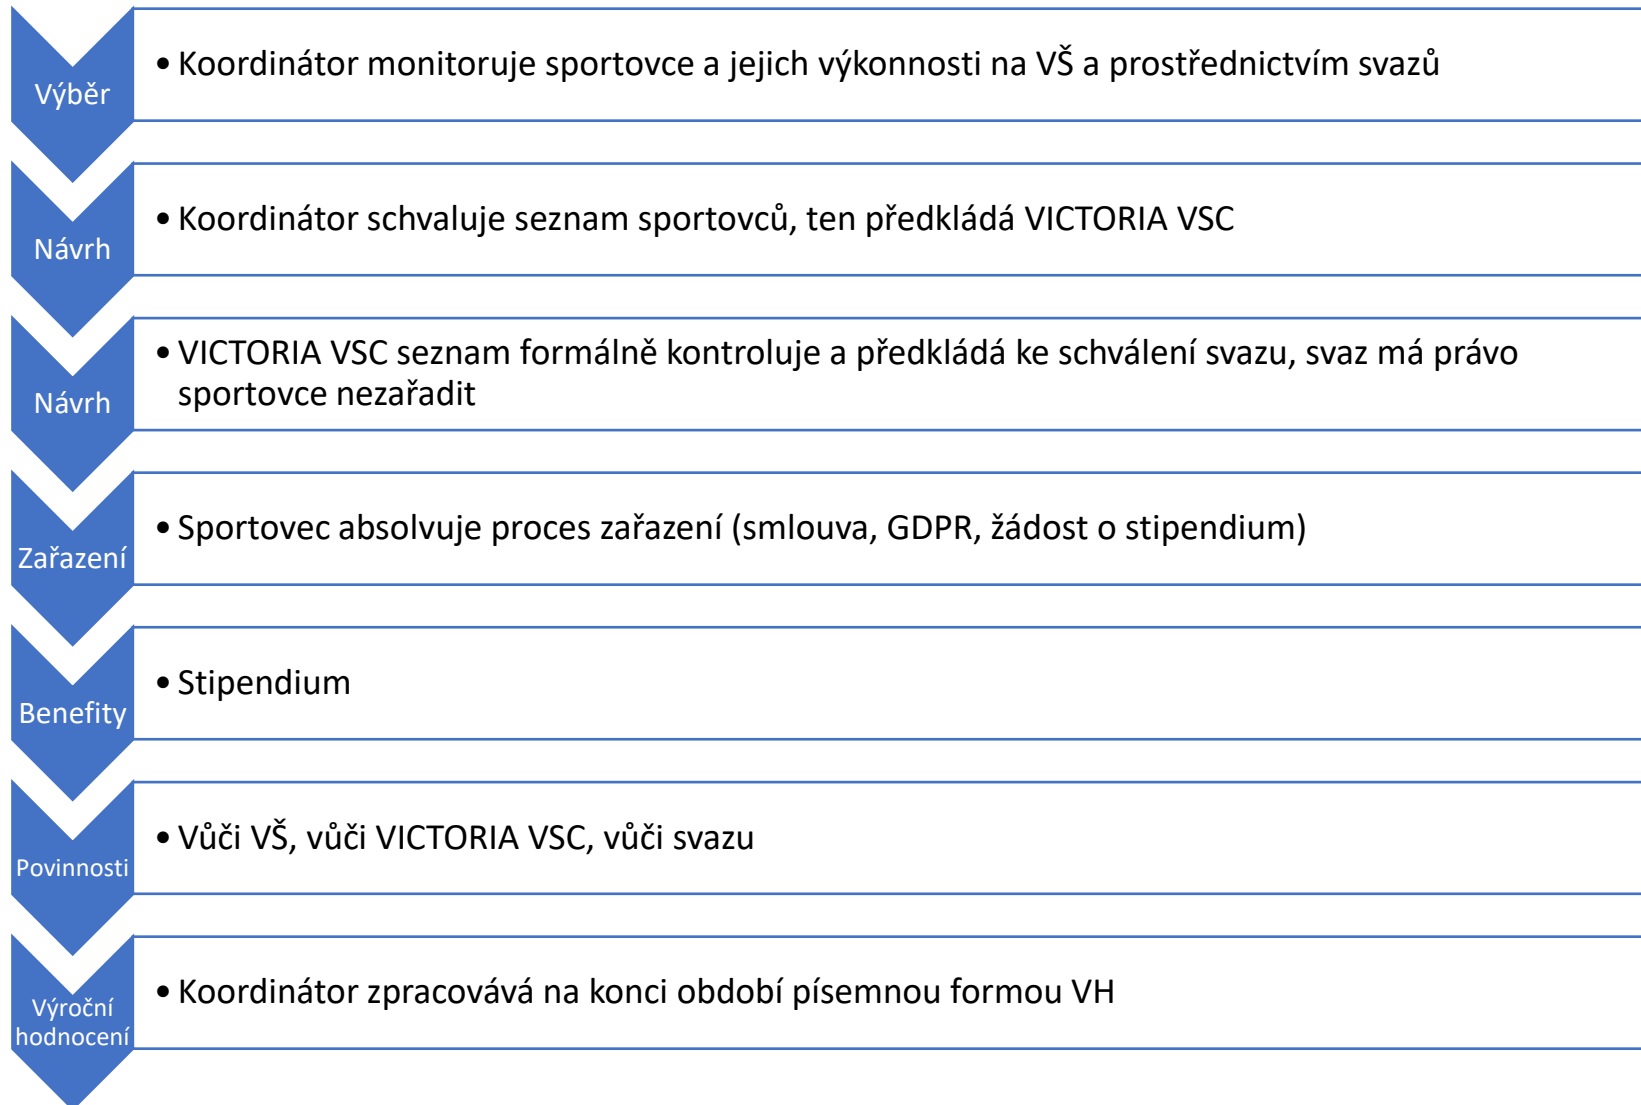 Výběr
• Koordinátor monitoruje sportovce a jejich výkonnosti na VŠ a prostřednictvím svazů
Návrh
• Koordinátor schvaluje seznam sportovců, ten předkládá VICTORIA VSC
Návrh
• VICTORIA VSC seznam formálně kontroluje a předkládá ke schválení svazu, svaz má právo
sportovce nezařadit
Zařazení
• Sportovec absolvuje proces zařazení (smlouva, GDPR, žádost o stipendium)
Benefity
• Stipendium
Povinnosti
• Vůči VŠ, vůči VICTORIA VSC, vůči svazu
Výroční
hodnocení
• Koordinátor zpracovává na konci období písemnou formou VH